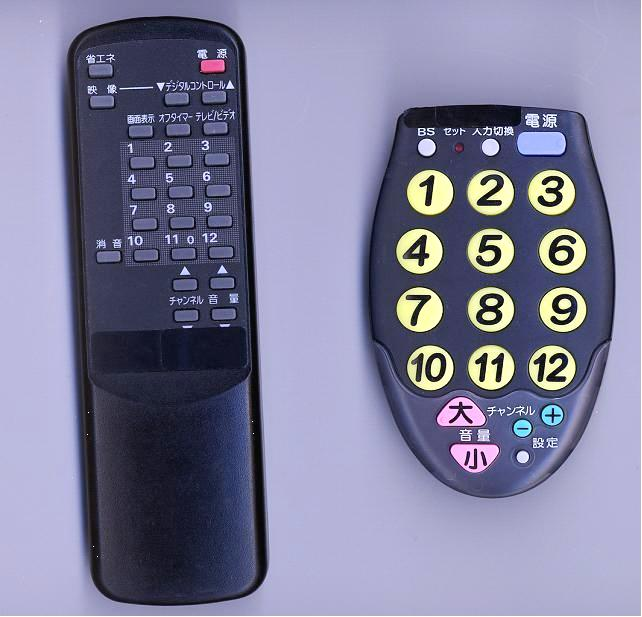 省エネ 電源
映像 ▼デジタルコントロール▲
画面表示 オフタイマー テレビ/ビデオ
1 2 3
4 5 6
7 8 9
消音 10 11 0 12
▲ ▲
チャンネル 音量
▼ ▼
電源
BS セット 入力切換
1 2 3
4 5 6
7 8 9
10 11 12
大 チャンネル +
音量 −
小 設定